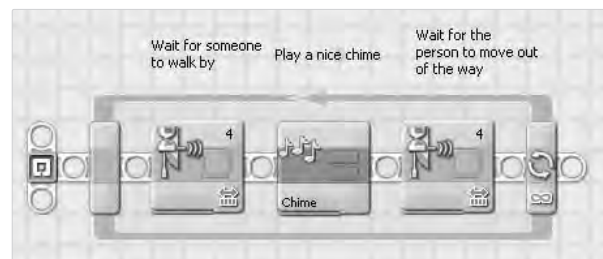 Wait for someone
to walk by
Play a nice chime
Wait for the
person to move out
of the way
4
Chime
4